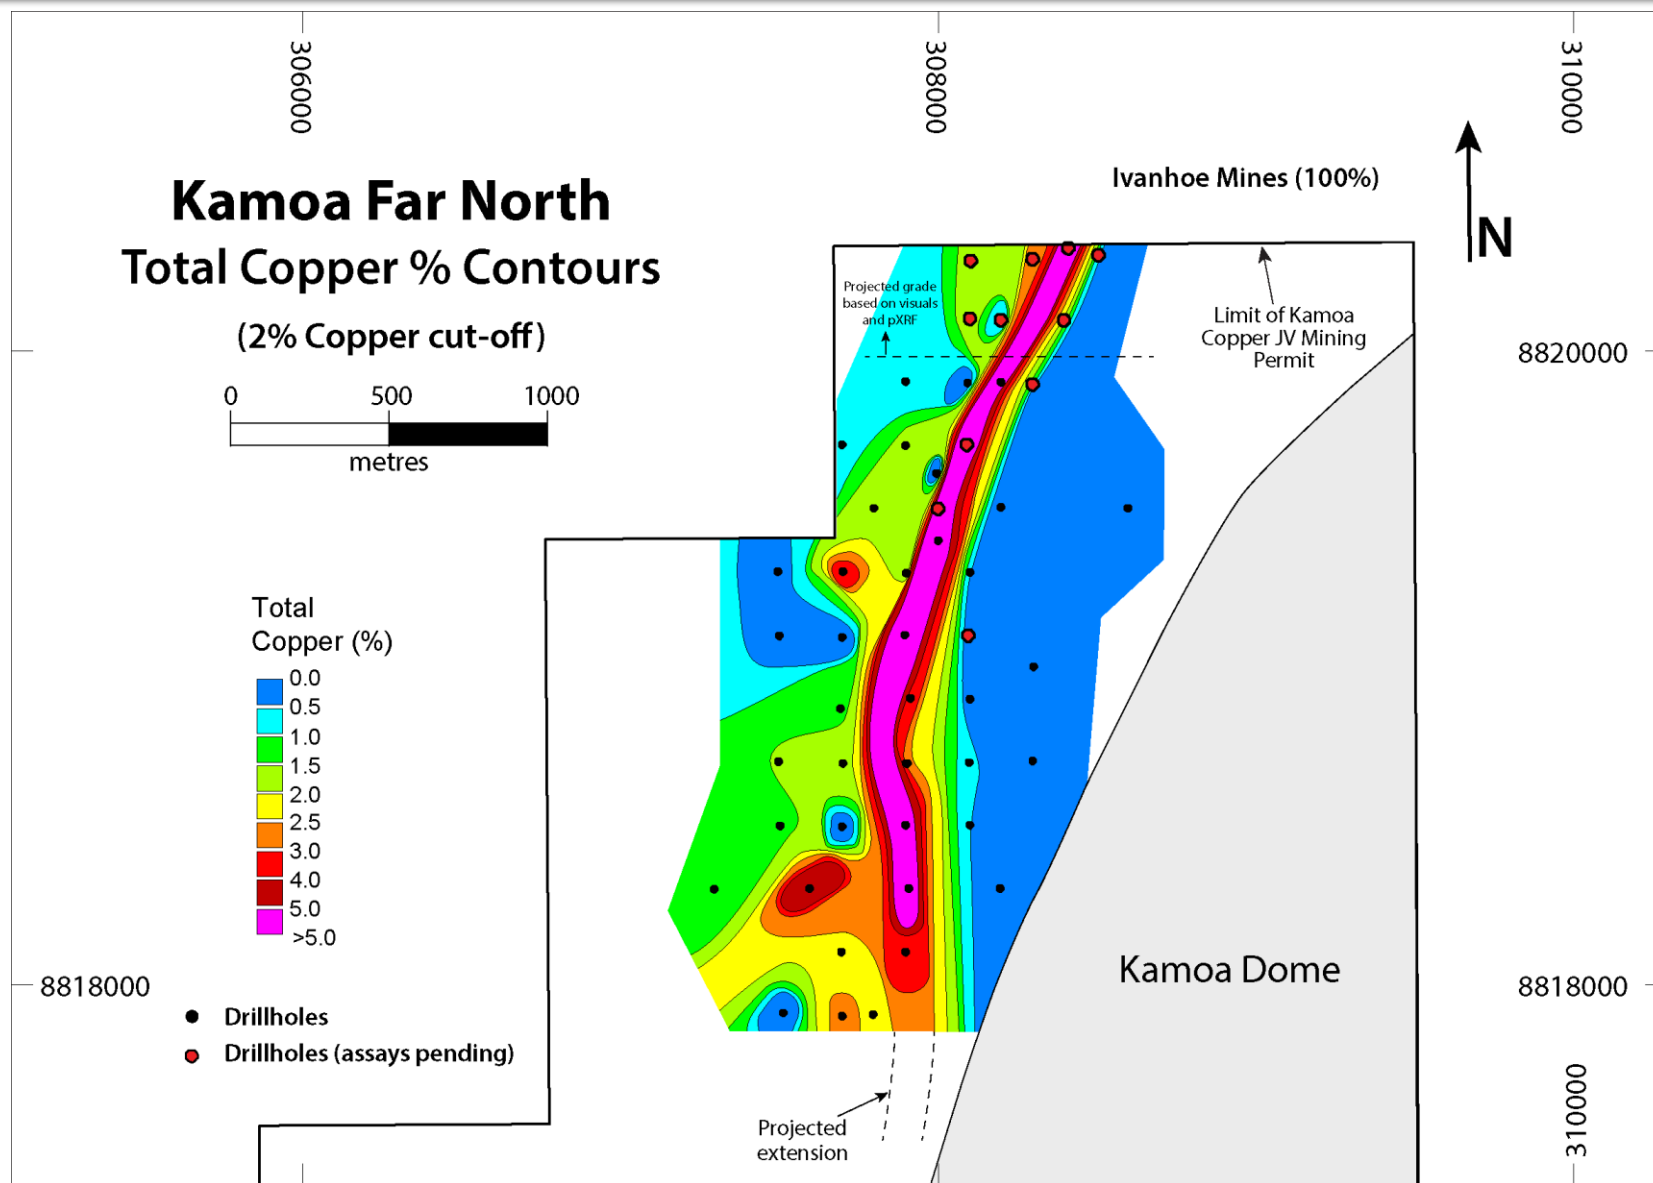 306000
308000
310000
Kamoa Far North
Total Copper % Contours
(2% Copper cut-off)
0 500 1000
metres
Ivanhoe Mines (100%)
N
Projected grade
based on visuals
and pXRF
Limit of Kamoa
Copper JV Mining
Permit
8820000
Total
Copper (%)
0.0
0.5
1.0
1.5
2.0
2.5
3.0
4.0
5.0
>5.0
Kamoa Dome
8818000
8818000
Drillholes
Drillholes (assays pending)
Projected
extension
310000